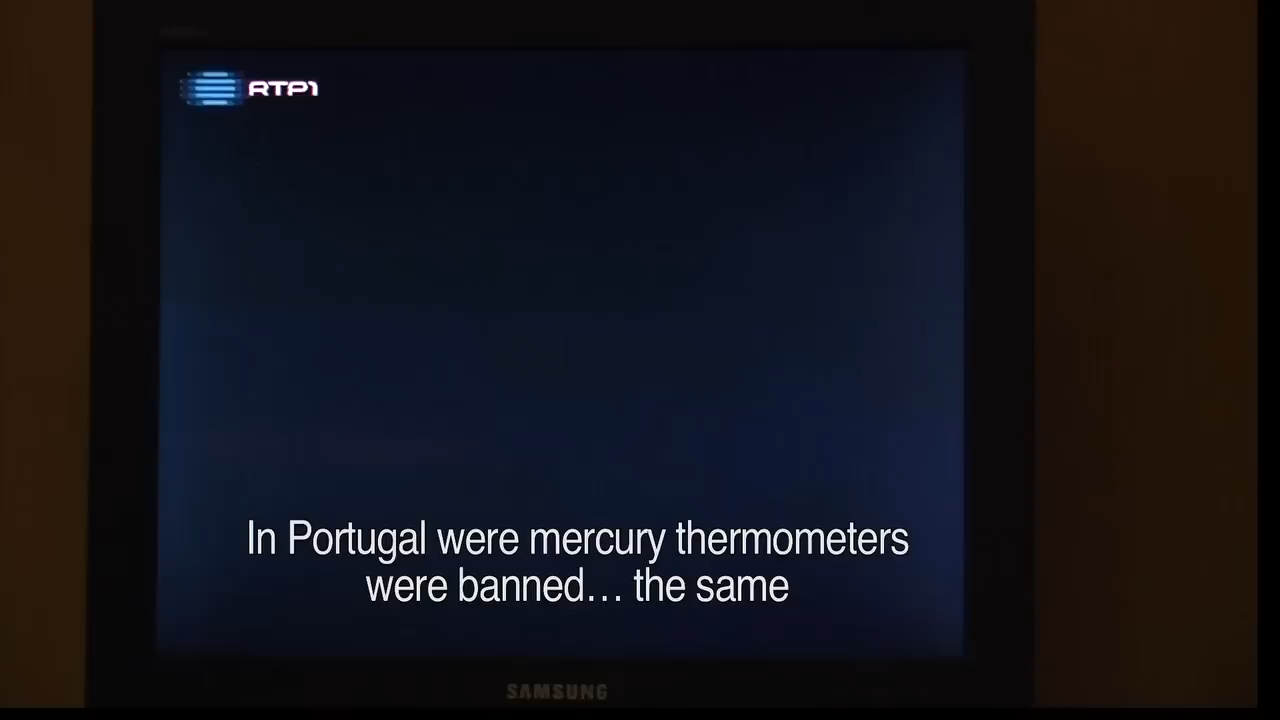 RTP1
In Portugal were mercury thermometers
were banned... the same
SAMSUNG